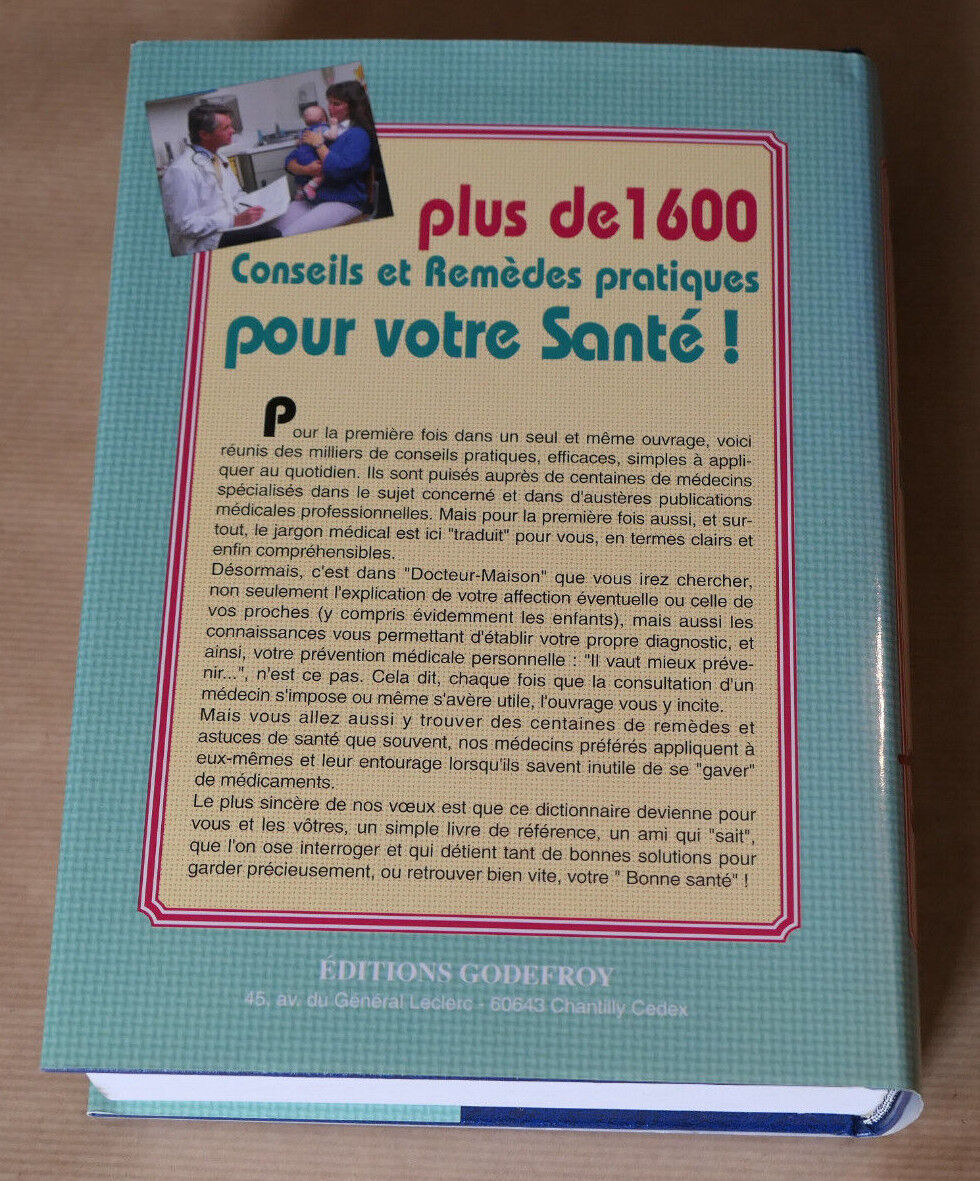 plus de 1600
Conseils et Remèdes pratiques
pour votre Santé !
Pour la première fois dans un seul et même ouvrage, voici
réunis des milliers de conseils pratiques, efficaces, simples à appli-
quer au quotidien. Ils sont puisés auprès de centaines de médecins
spécialisés dans le sujet concerné et dans d'austères publications
médicales professionnelles. Mais pour la première fois aussi, et sur-
tout, le jargon médical est ici "traduit" pour vous, en termes clairs et
enfin compréhensibles.
Désormais, c'est dans "Docteur-Maison" que vous irez chercher,
non seulement l'explication de votre affection éventuelle ou celle de
vos proches (y compris évidemment les enfants), mais aussi les
connaissances vous permettant d'établir votre propre diagnostic, et
ainsi, votre prévention médicale personnelle : "Il vaut mieux préve-
nir...", n'est ce pas. Cela dit, chaque fois que la consultation d'un
médecin s'impose ou même s'avère utile, l'ouvrage vous y incite.
Mais vous allez aussi y trouver des centaines de remèdes et
astuces de santé que souvent, nos médecins préférés appliquent à
eux-mêmes et leur entourage lorsqu'ils savent inutile de se "gaver"
de médicaments.
Le plus sincère de nos vœux est que ce dictionnaire devienne pour
vous et les vôtres, un simple livre de référence, un ami qui "sait",
que l'on ose interroger et qui détient tant de bonnes solutions pour
garder précieusement, ou retrouver bien vite, votre " Bonne santé" !
ÉDITIONS GODEFROY
45, av. du Général Leclerc - 60643 Chantilly Cedex